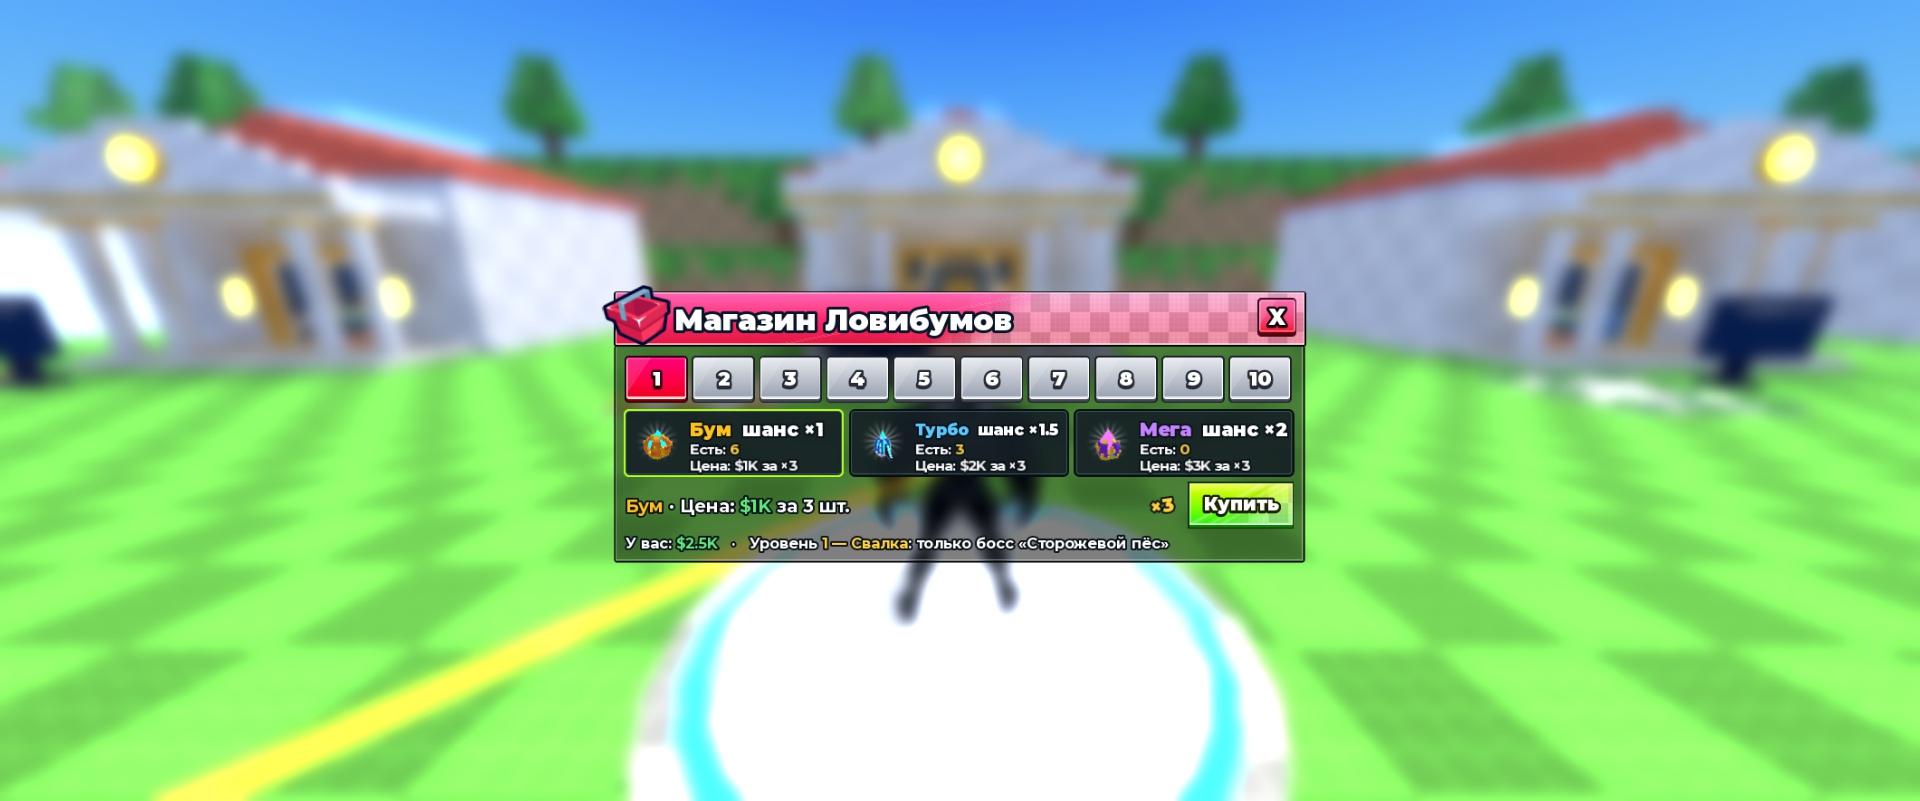 Магазин Ловибумов
X
1 2 3 4 5 6 7 8 9 10
Бум шанс ×1
Есть: 6
Цена: $1K за ×3
Турбо шанс ×1.5
Есть: 3
Цена: $2K за ×3
Мега шанс ×2
Есть: 0
Цена: $3K за ×3
Бум · Цена: $1K за 3 шт.
×3
Купить
У вас: $2.5K · Уровень 1 — Свалка: только босс «Сторожевой пёс»